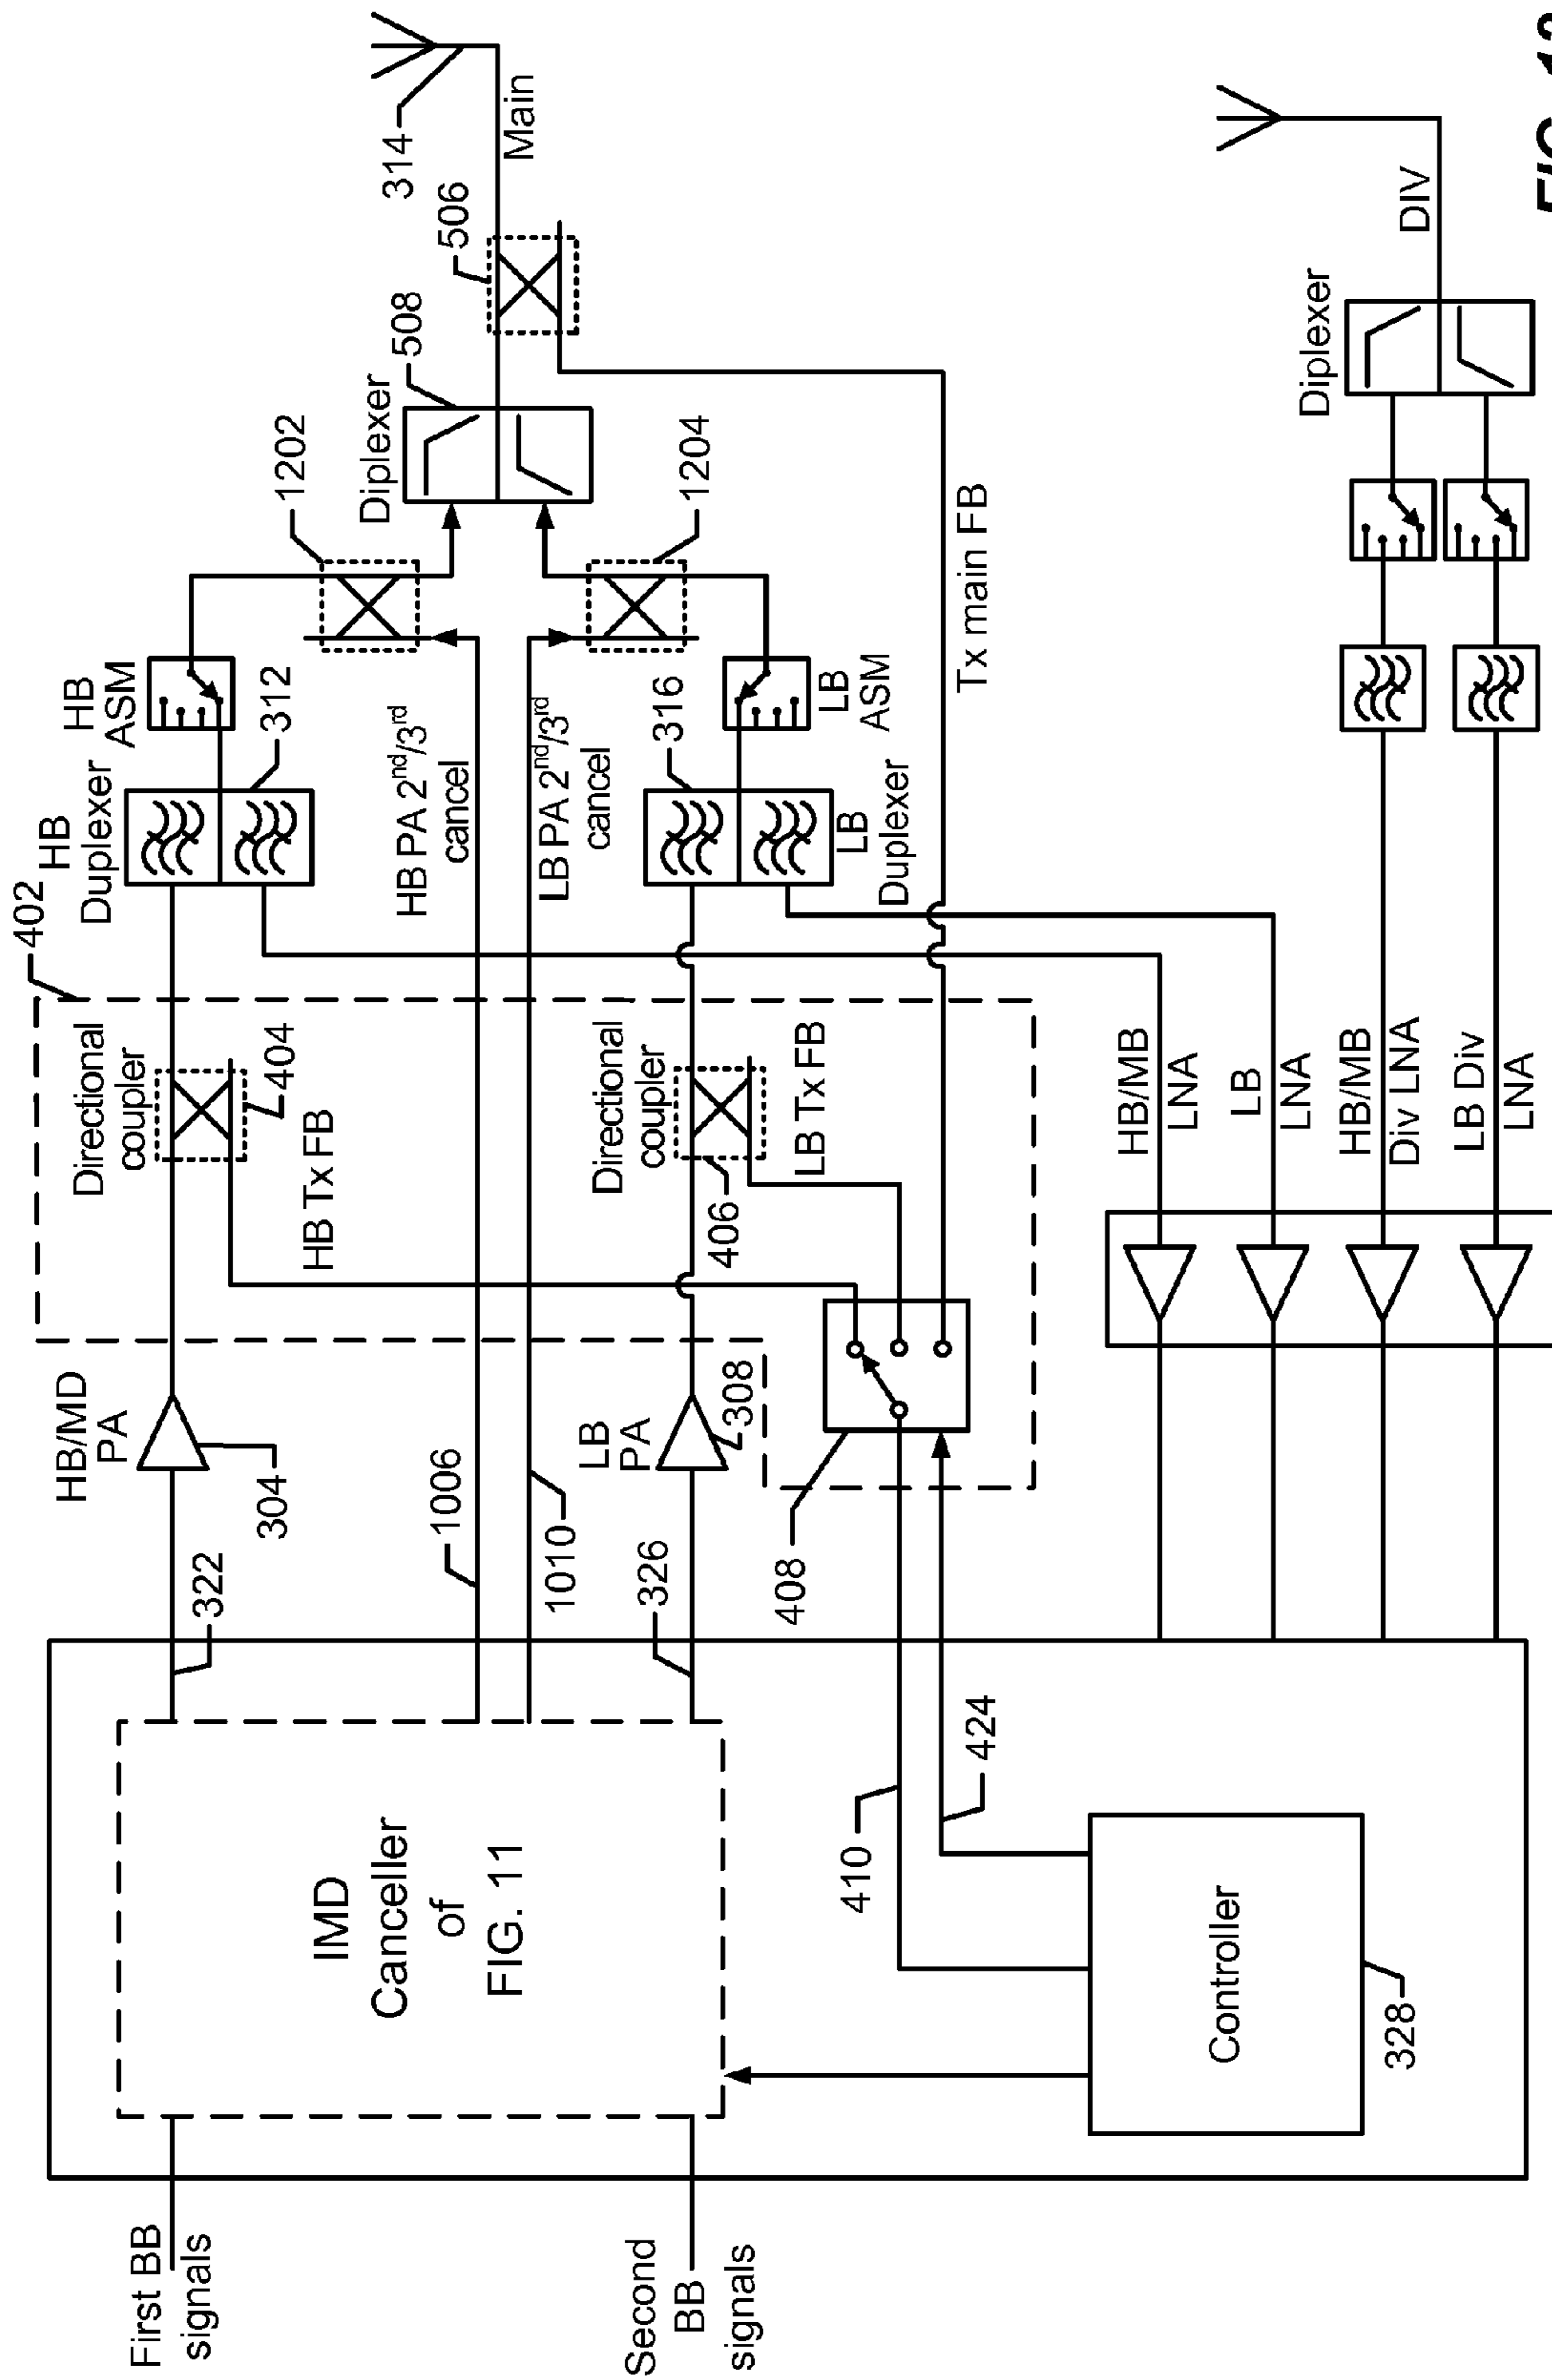 First BB
signals
Second
BB
signals
IMD
Canceller
of
FIG. 11
Controller
328
322
1006
1010
326
408
410
424
HB/MD
PA
304
LB
PA
308
402
Directional
coupler
404
HB Tx FB
Directional
coupler
406
LB Tx FB
HB
Duplexer
312
HB
ASM
HB PA 2nd/3rd
cancel
LB PA 2nd/3rd
cancel
316
LB
Duplexer
LB
ASM
1202
1204
Diplexer
508
506
314
Main
Tx main FB
HB/MB
LNA
LB
LNA
HB/MB
Div LNA
LB Div
LNA
Diplexer
DIV
FIG.